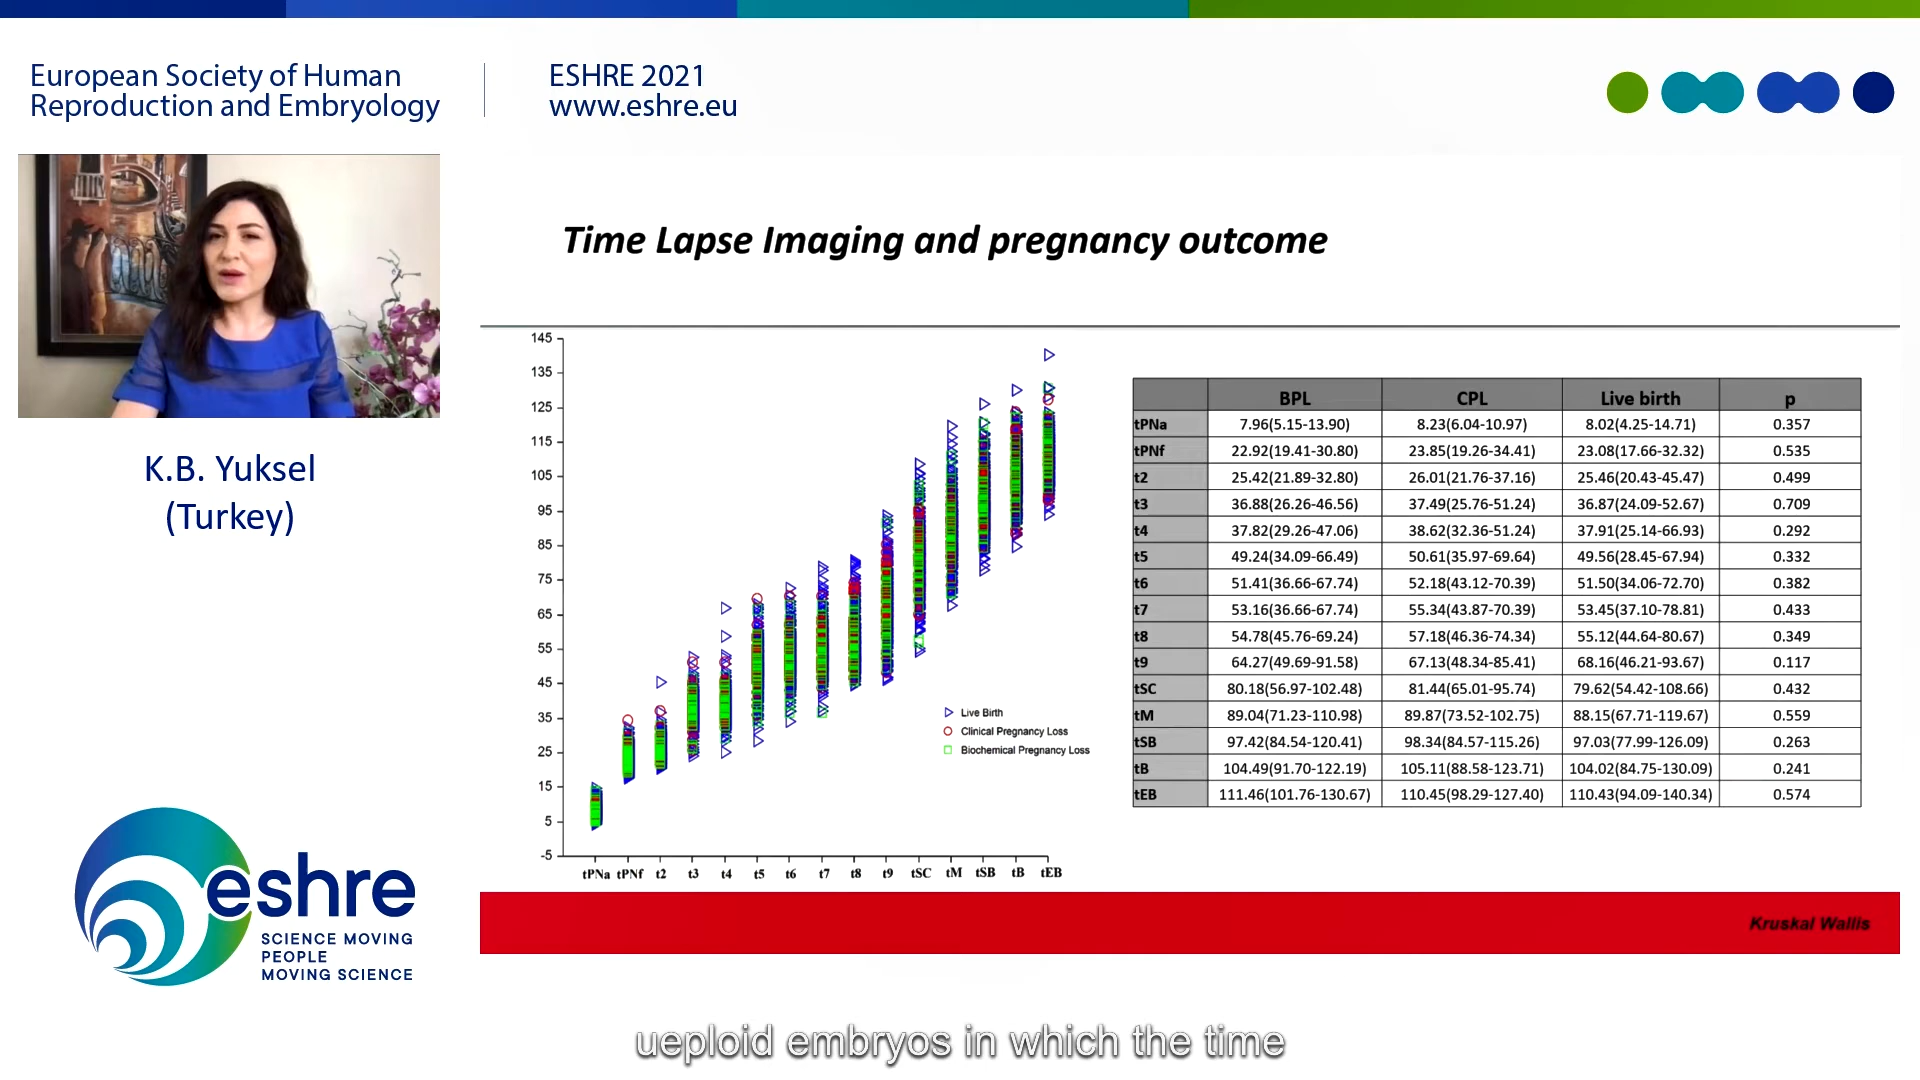 European Society of Human
Reproduction and Embryology
ESHRE 2021
www.eshre.eu
K.B. Yuksel
(Turkey)
eshre
SCIENCE MOVING
PEOPLE
MOVING SCIENCE
Time Lapse Imaging and pregnancy outcome
145
135
125
115
105
95
85
75
65
55
45
35
25
15
5
-5
tPNa tPNf t2 t3 t4 t5 t6 t7 t8 t9 tSC tM tSB tB tEB
Live Birth
Clinical Pregnancy Loss
Biochemical Pregnancy Loss
BPL CPL Live birth p
tPNa 7.96(5.15-13.90) 8.23(6.04-10.97) 8.02(4.25-14.71) 0.357
tPNf 22.92(19.41-30.80) 23.85(19.26-34.41) 23.08(17.66-32.32) 0.535
t2 25.42(21.89-32.80) 26.01(21.76-37.16) 25.46(20.43-45.47) 0.499
t3 36.88(26.26-46.56) 37.49(25.76-51.24) 36.87(24.09-52.67) 0.709
t4 37.82(29.26-47.06) 38.62(32.36-51.24) 37.91(25.14-66.93) 0.292
t5 49.24(34.09-66.49) 50.61(35.97-69.64) 49.56(28.45-67.94) 0.332
t6 51.41(36.66-67.74) 52.18(43.12-70.39) 51.50(34.06-72.70) 0.382
t7 53.16(36.66-67.74) 55.34(43.87-70.39) 53.45(37.10-78.81) 0.433
t8 54.78(45.76-69.24) 57.18(46.36-74.34) 55.12(44.64-80.67) 0.349
t9 64.27(49.69-91.58) 67.13(48.34-85.41) 68.16(46.21-93.67) 0.117
tSC 80.18(56.97-102.48) 81.44(65.01-95.74) 79.62(54.42-108.66) 0.432
tM 89.04(71.23-110.98) 89.87(73.52-102.75) 88.15(67.71-119.67) 0.559
tSB 97.42(84.54-120.41) 98.34(84.57-115.26) 97.03(77.99-126.09) 0.263
tB 104.49(91.70-122.19) 105.11(88.58-123.71) 104.02(84.75-130.09) 0.241
tEB 111.46(101.76-130.67) 110.45(98.29-127.40) 110.43(94.09-140.34) 0.574
Kruskal Wallis
ueploid embryos in which the time